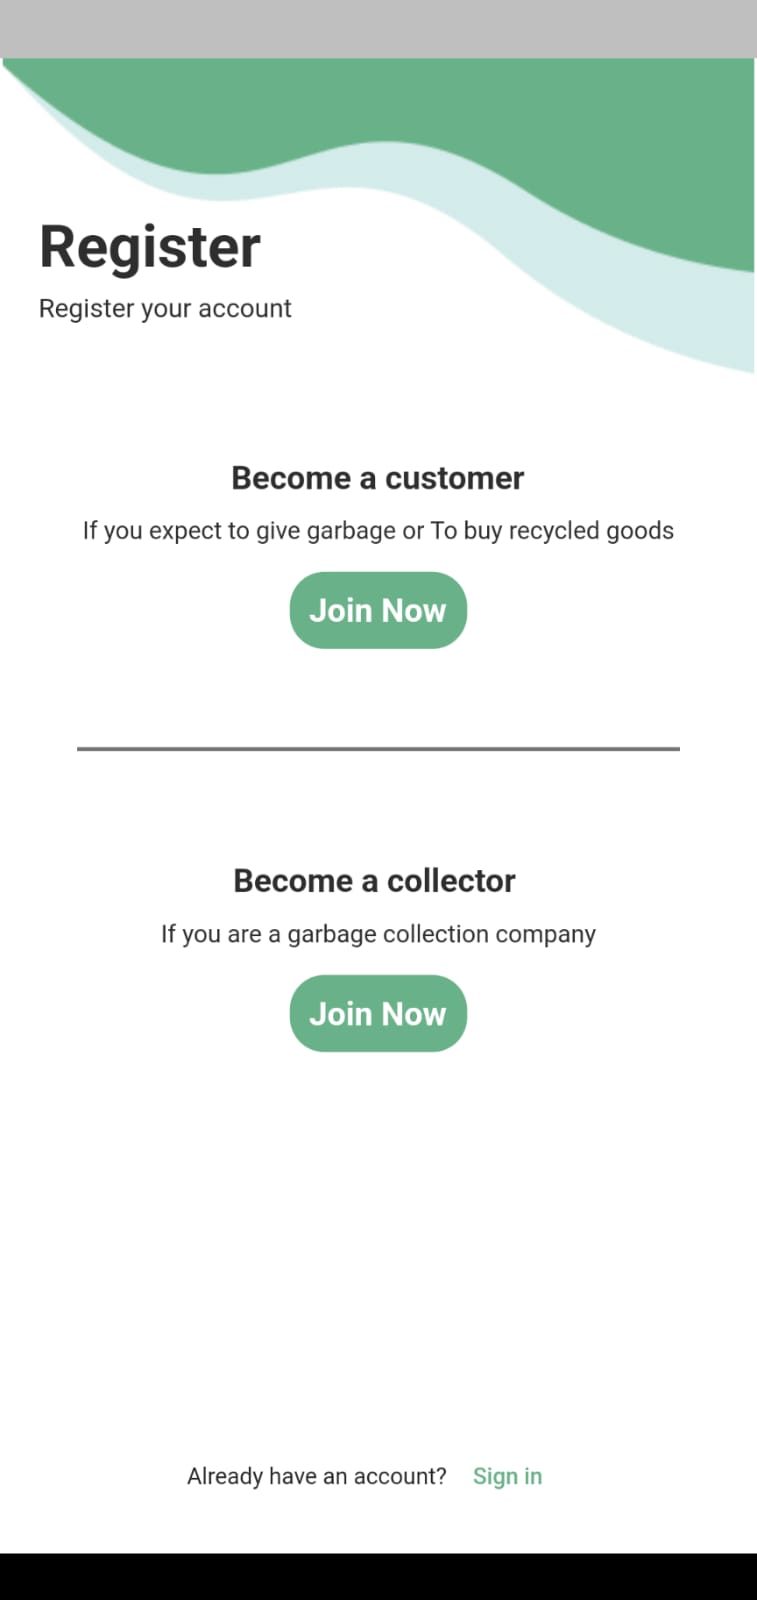 Register
Register your account
Become a customer
If you expect to give garbage or To buy recycled goods
Join Now
Become a collector
If you are a garbage collection company
Join Now
Already have an account? Sign in